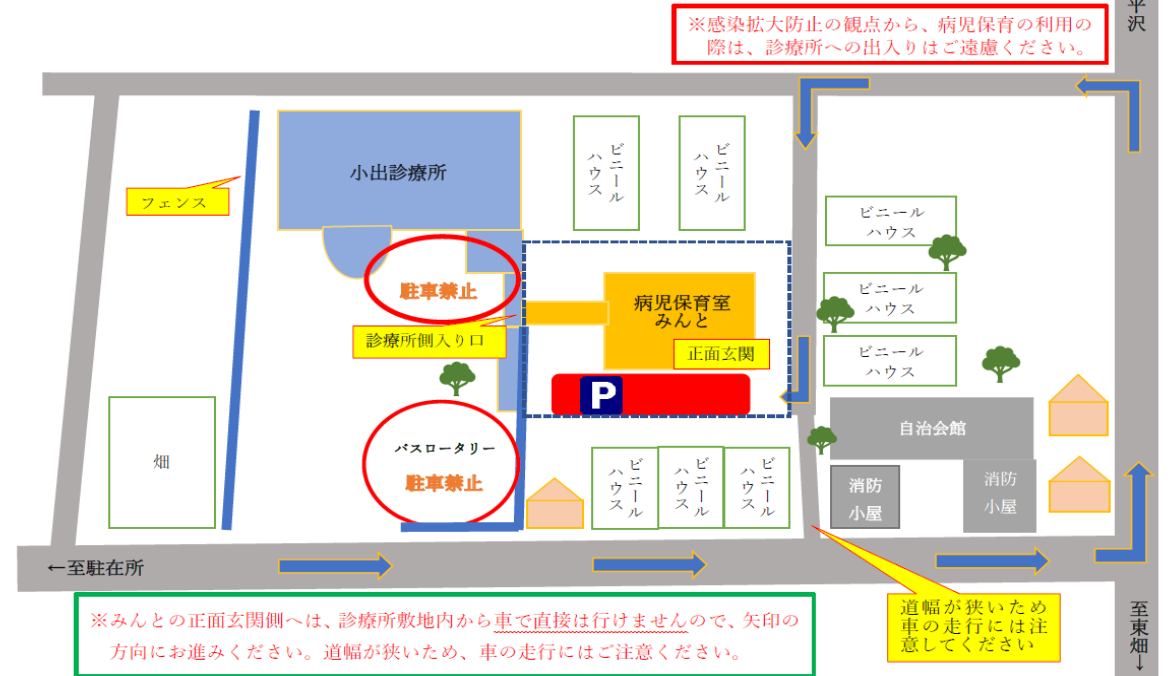 平沢
※感染拡大防止の観点から、病児保育の利用の
際は、診療所への出入りはご遠慮ください。
小出診療所
ビニール
ハウス
ビニール
ハウス
フェンス
ビニール
ハウス
駐車禁止
病児保育室
みんと
ビニール
ハウス
診療所側入り口
正面玄関
ビニール
ハウス
P
自治会館
バスロータリー
駐車禁止
畑
ビニール
ハウス
ビニール
ハウス
ビニール
ハウス
消防
小屋
消防
小屋
←至駐在所
※みんとの正面玄関側へは、診療所敷地内から車で直接は行けませんので、矢印の
方向にお進みください。道幅が狭いため、車の走行にはご注意ください。
道幅が狭いため
車の走行には注
意してください
至東畑→